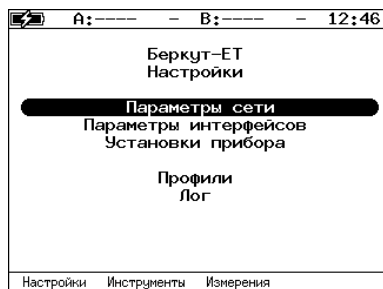 A:---- – B:---- – 12:46
Беркут-ЕТ
Настройки
Параметры сети
Параметры интерфейсов
Установки прибора
Профили
Лог
Настройки Инструменты Измерения